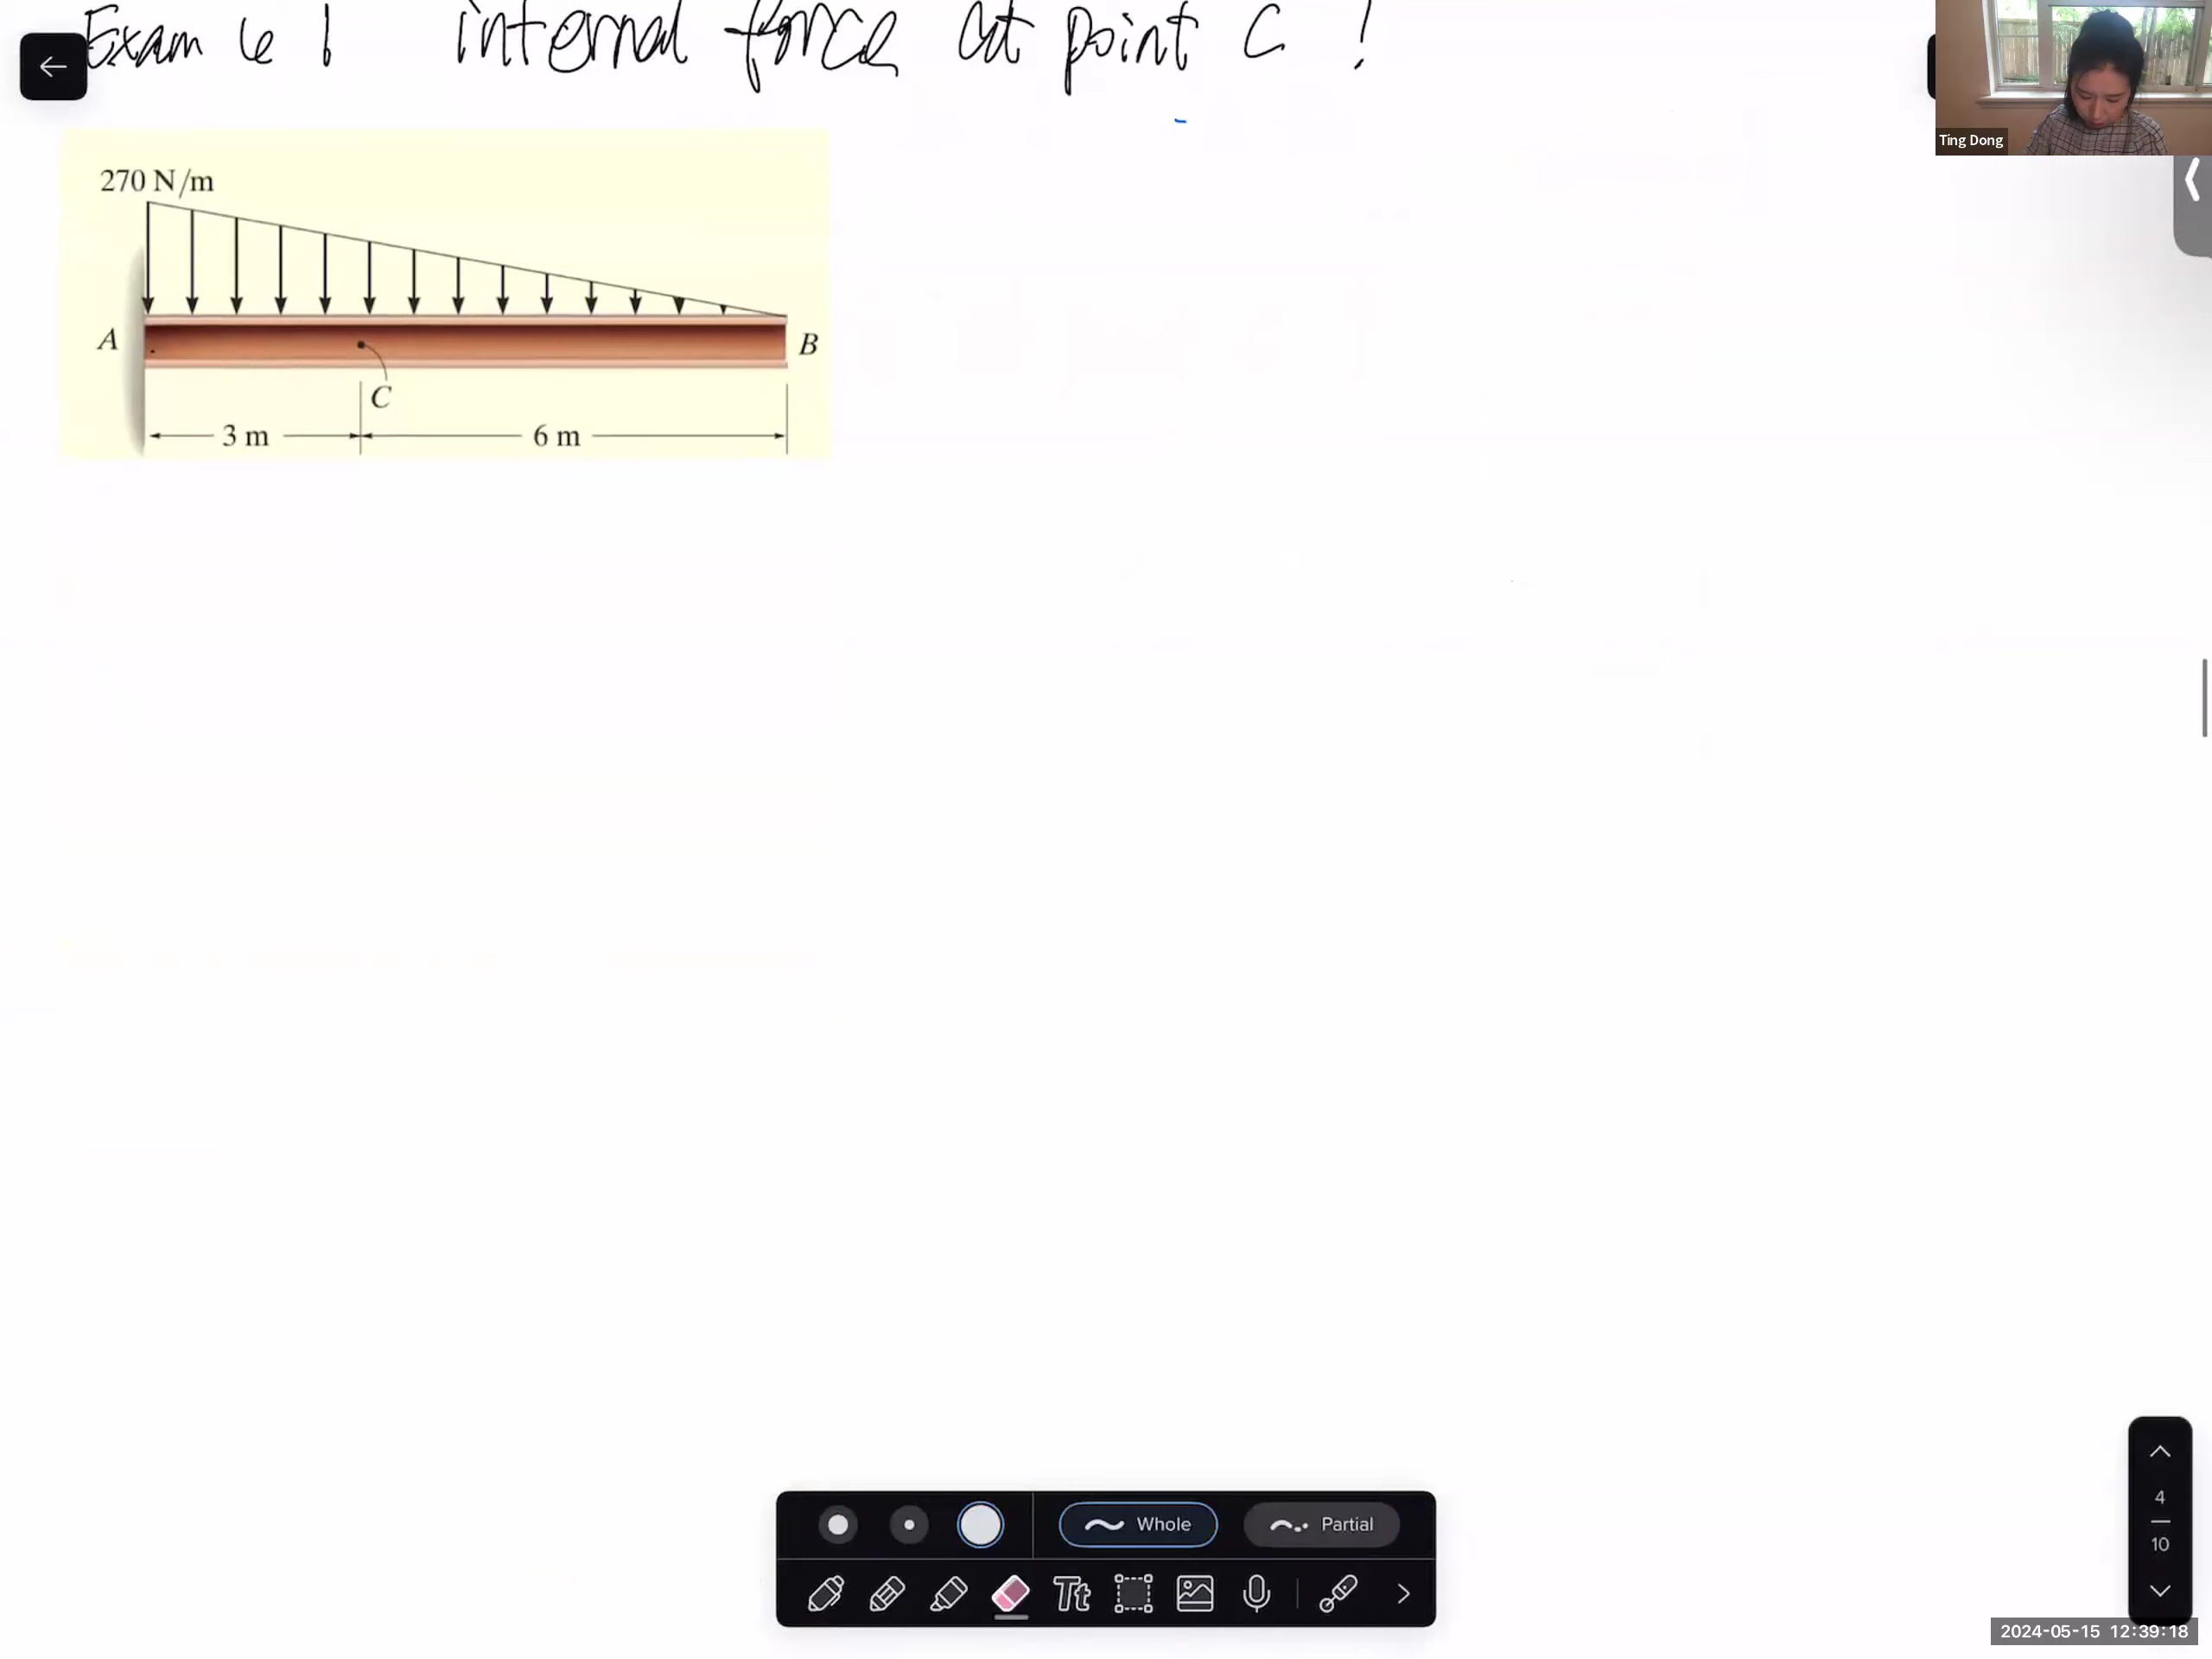 Exam 6 1 internal force at point C !
Ting Dong
270 N/m
A
B
C
3 m
6 m
Whole
Partial
Tt
4
10
2024-05-15 12:39:18